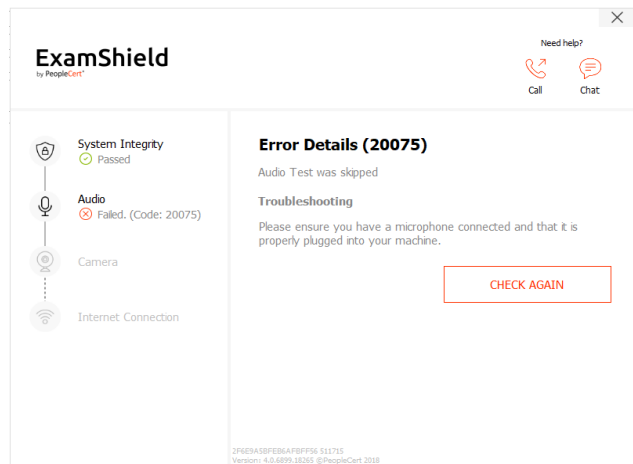 Need help?
ExamShield
by PeopleCert
Call
Chat
System Integrity
Passed
Audio
Failed. (Code: 20075)
Camera
Internet Connection
Error Details (20075)
Audio Test was skipped
Troubleshooting
Please ensure you have a microphone connected and that it is
properly plugged into your machine.
CHECK AGAIN
2F6E9A5BFEB6AFBFF56 511715
Version: 4.0.6899.18265 ©PeopleCert 2018